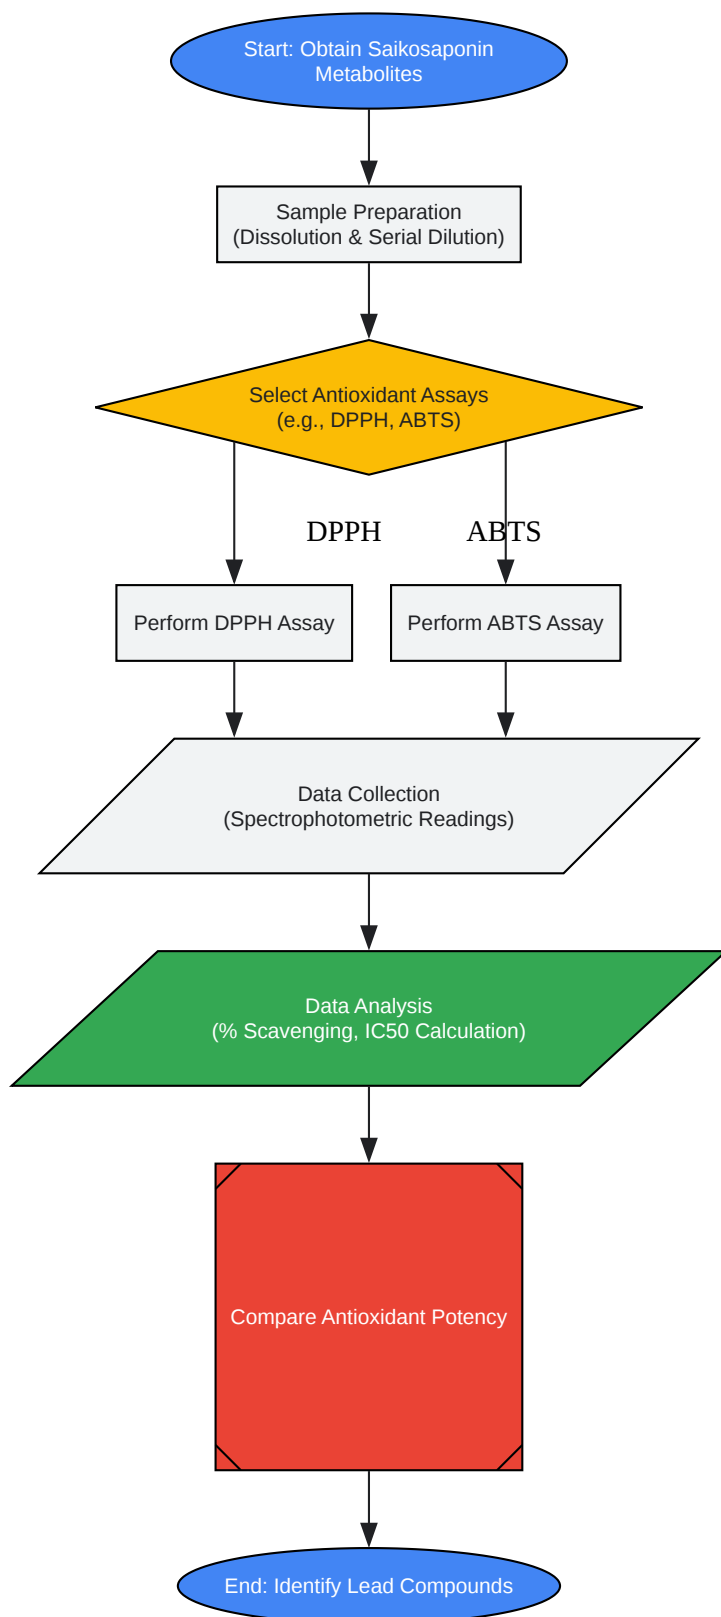 Start: Obtain Saikosaponin
Metabolites
Sample Preparation
(Dissolution & Serial Dilution)
Select Antioxidant Assays
(e.g., DPPH, ABTS)
DPPH
ABTS
Perform DPPH Assay
Perform ABTS Assay
Data Collection
(Spectrophotometric Readings)
Data Analysis
(% Scavenging, IC50 Calculation)
Compare Antioxidant Potency
End: Identify Lead Compounds